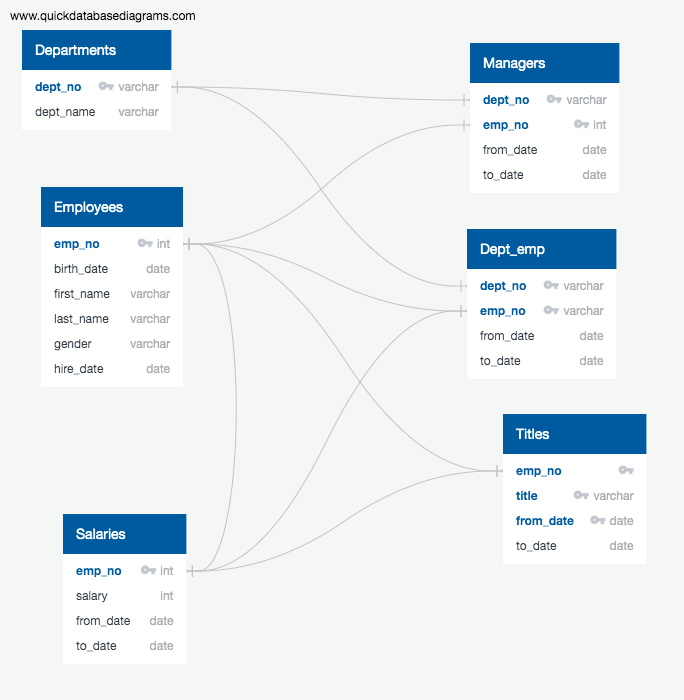 www.quickdatabasediagrams.com
Departments
dept_no varchar
dept_name varchar
Employees
emp_no int
birth_date date
first_name varchar
last_name varchar
gender varchar
hire_date date
Salaries
emp_no int
salary int
from_date date
to_date date
Managers
dept_no varchar
emp_no int
from_date date
to_date date
Dept_emp
dept_no varchar
emp_no varchar
from_date date
to_date date
Titles
emp_no
title varchar
from_date date
to_date date